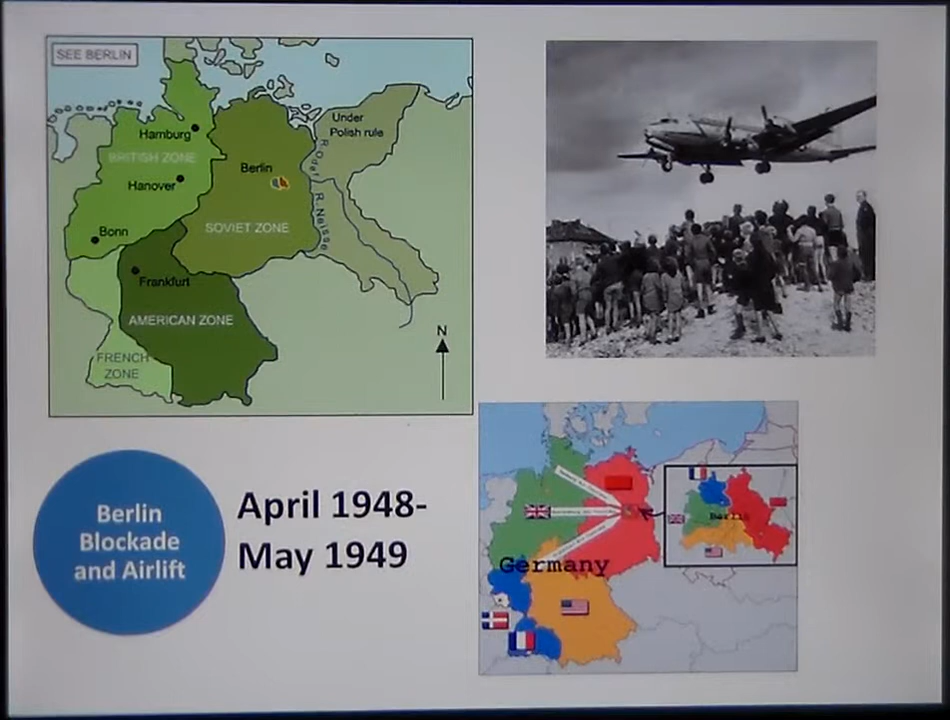 SEE BERLIN
Under
Polish rule
Hamburg
BRITISH ZONE
Berlin
Hanover
R. Oder
R. Neisse
SOVIET ZONE
Bonn
Frankfurt
AMERICAN ZONE
FRENCH
ZONE
N
Berlin
Blockade
and Airlift
April 1948-
May 1949
Berlin
Germany